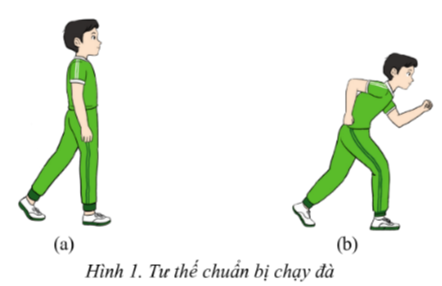 (a) (b)
Hình 1. Tư thế chuẩn bị chạy đà